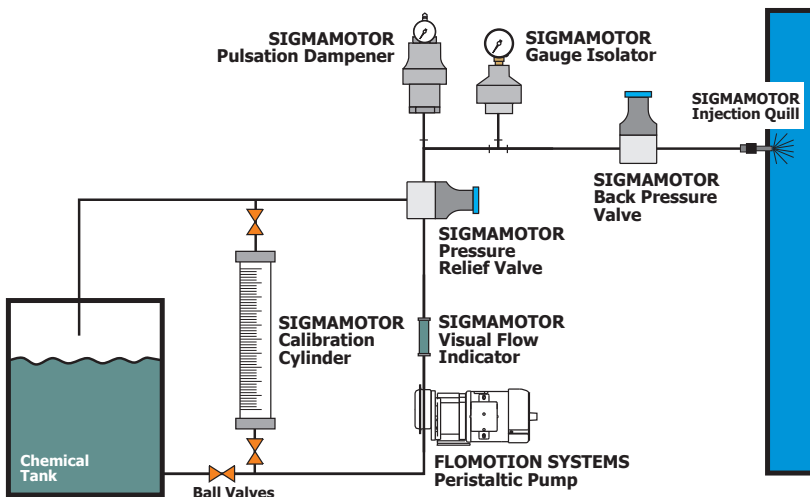 SIGMAMOTOR
Pulsation Dampener
SIGMAMOTOR
Gauge Isolator
SIGMAMOTOR
Injection Quill
SIGMAMOTOR
Back Pressure
Valve
SIGMAMOTOR
Pressure
Relief Valve
SIGMAMOTOR
Calibration
Cylinder
SIGMAMOTOR
Visual Flow
Indicator
FLOMOTION SYSTEMS
Peristaltic Pump
Chemical
Tank
Ball Valves